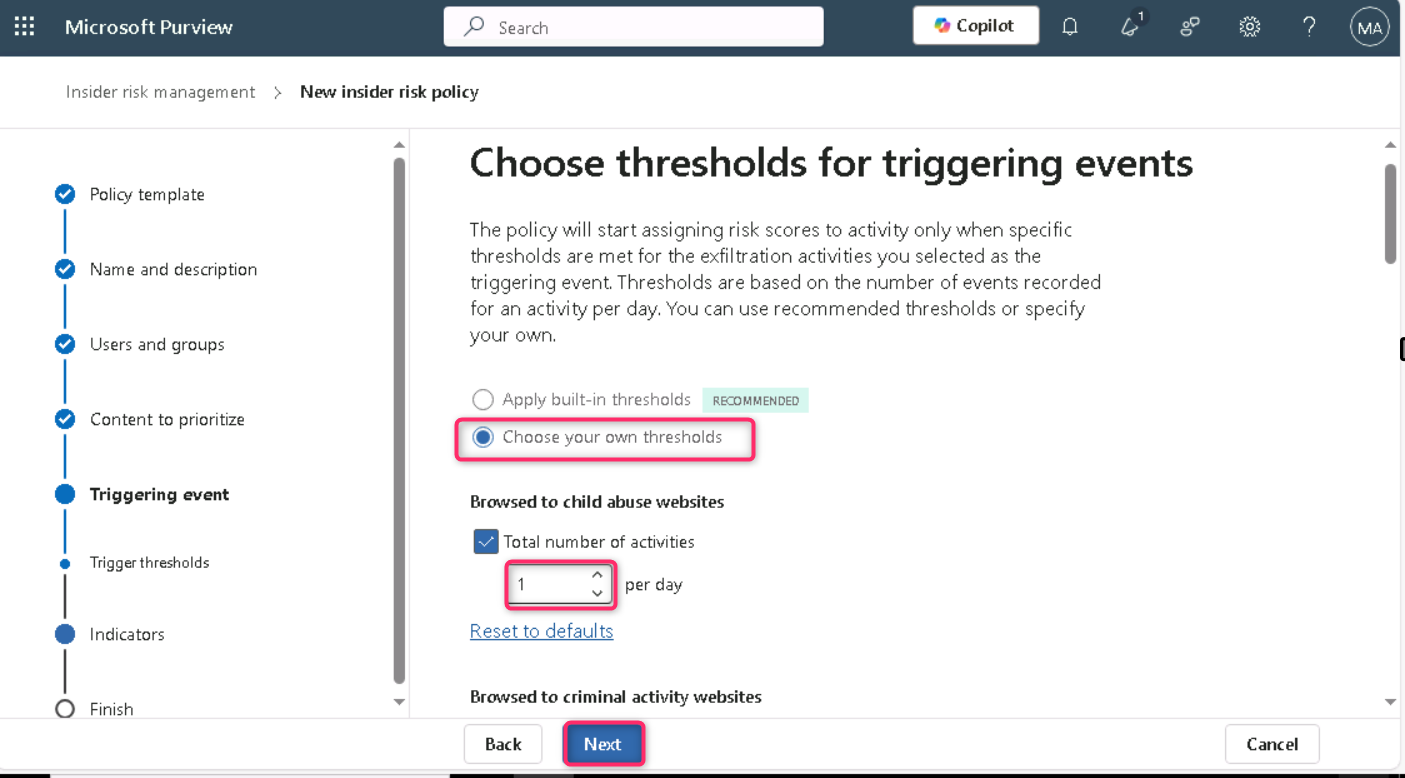 Microsoft Purview
Search
Copilot
1
MA
Insider risk management > New insider risk policy
Policy template
Name and description
Users and groups
Content to prioritize
Triggering event
Trigger thresholds
Indicators
Finish
Choose thresholds for triggering events
The policy will start assigning risk scores to activity only when specific
thresholds are met for the exfiltration activities you selected as the
triggering event. Thresholds are based on the number of events recorded
for an activity per day. You can use recommended thresholds or specify
your own.
Apply built-in thresholds RECOMMENDED
Choose your own thresholds
Browsed to child abuse websites
Total number of activities
1 per day
Reset to defaults
Browsed to criminal activity websites
Back
Next
Cancel